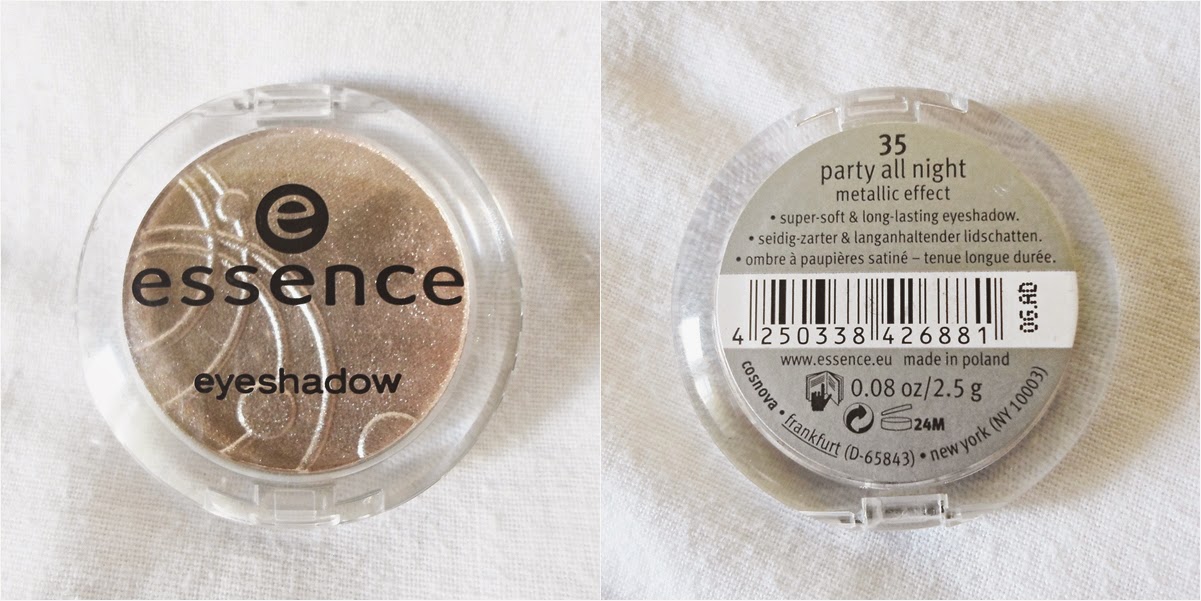 e
essence
eyeshadow
35
party all night
metallic effect
• super-soft & long-lasting eyeshadow.
• seidig-zarter & langanhaltender lidschatten.
• ombre à paupières satiné – tenue longue durée.
4 250338 426881
OG.AD
www.essence.eu made in poland
0.08 oz/2.5 g
24M
cosnova • frankfurt (D-65843) • new york (NY 10003)